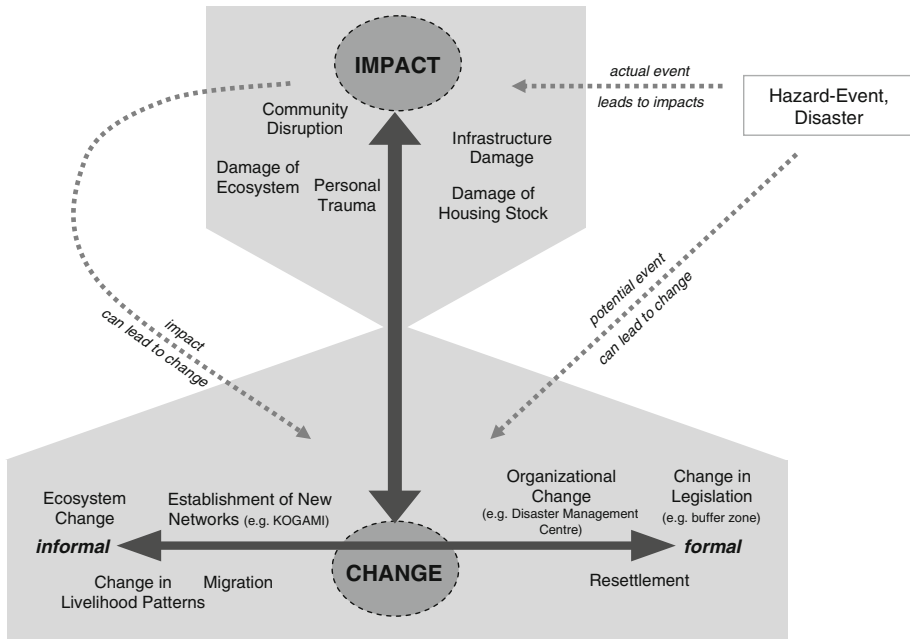 IMPACT
actual event
leads to impacts
Hazard-Event,
Disaster
Community
Disruption
Infrastructure
Damage
Damage of
Ecosystem
Personal
Trauma
Damage of
Housing Stock
potential event
can lead to change
impact
can lead to change
Ecosystem
Change
Establishment of New
Networks (e.g. KOGAMI)
Organizational
Change
(e.g. Disaster Management
Centre)
Change in
Legislation
(e.g. buffer zone)
informal
formal
CHANGE
Change in
Livelihood Patterns
Migration
Resettlement